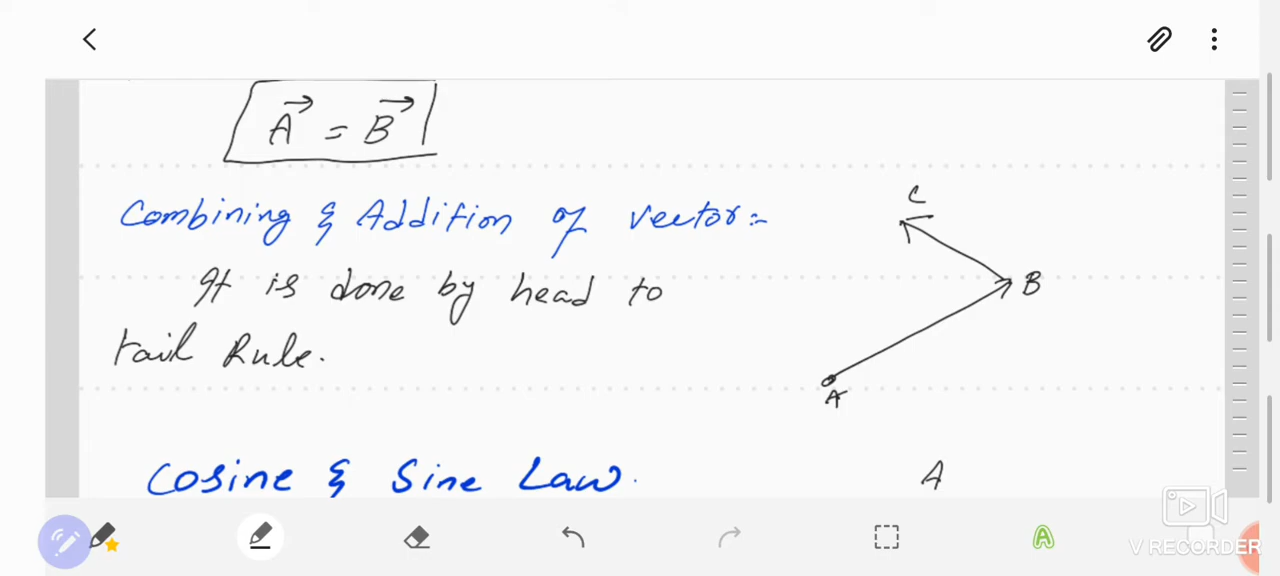 A⃗ = B⃗
Combining & Addition of vector:-
It is done by head to
tail Rule.
C
B
A
Cosine & Sine Law.
A
A
V RECORDER